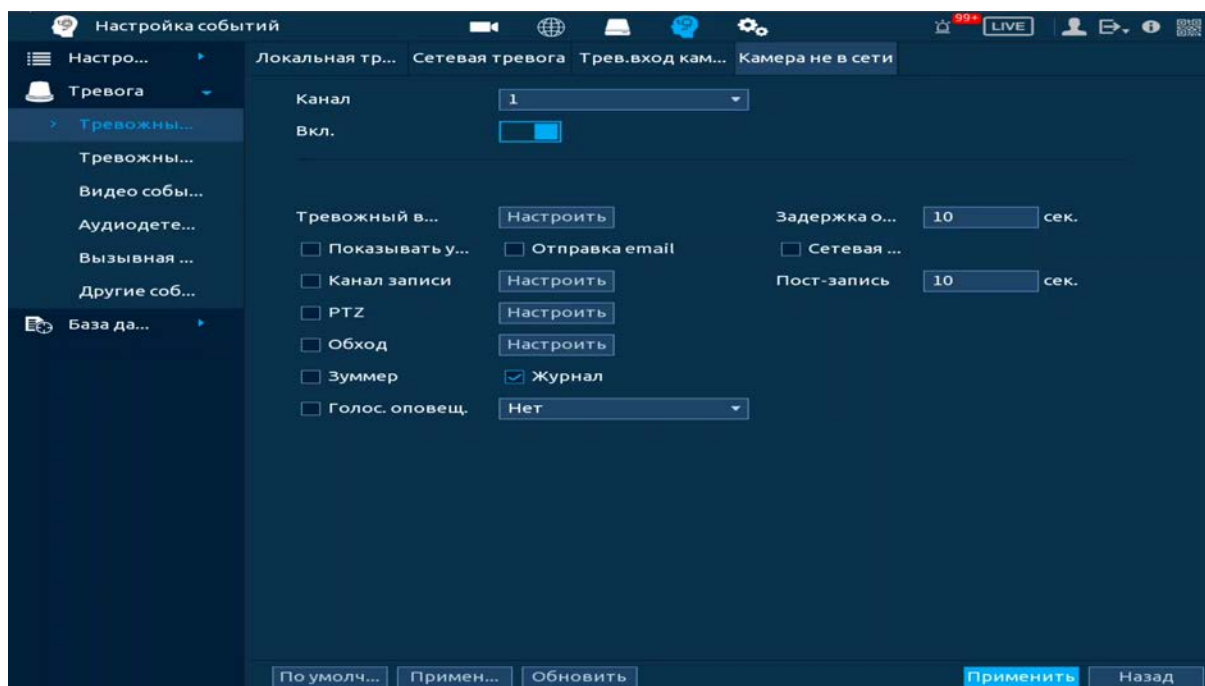 Настройка событий
99+
LIVE
Настро...
Локальная тр... Сетевая тревога Трев.вход кам... Камера не в сети
Тревога
Тревожны...
Тревожны...
Видео собы...
Аудиодете...
Вызывная ...
Другие соб...
База да...
Канал 1
Вкл.
Тревожный в... Настроить Задержка о... 10 сек.
Показывать у... Отправка email Сетевая ...
Канал записи Настроить Пост-запись 10 сек.
PTZ Настроить
Обход Настроить
Зуммер Журнал
Голос. оповещ. Нет
По умолч... Примен... Обновить Применить Назад